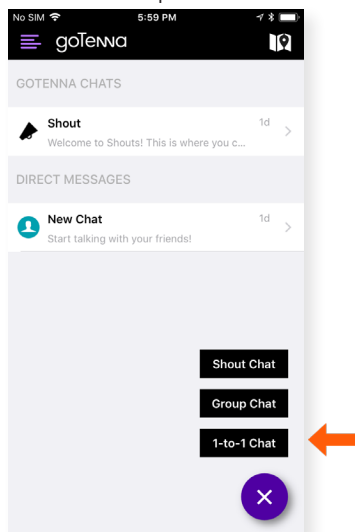 No SIM 5:59 PM
goTenna
GOTENNA CHATS
Shout 1d
Welcome to Shouts! This is where you c...
DIRECT MESSAGES
New Chat 1d
Start talking with your friends!
Shout Chat
Group Chat
1-to-1 Chat